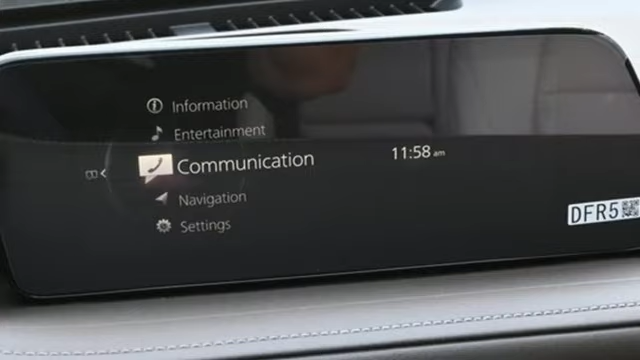 Information
Entertainment
Communication
11:58 am
Navigation
Settings
DFR5